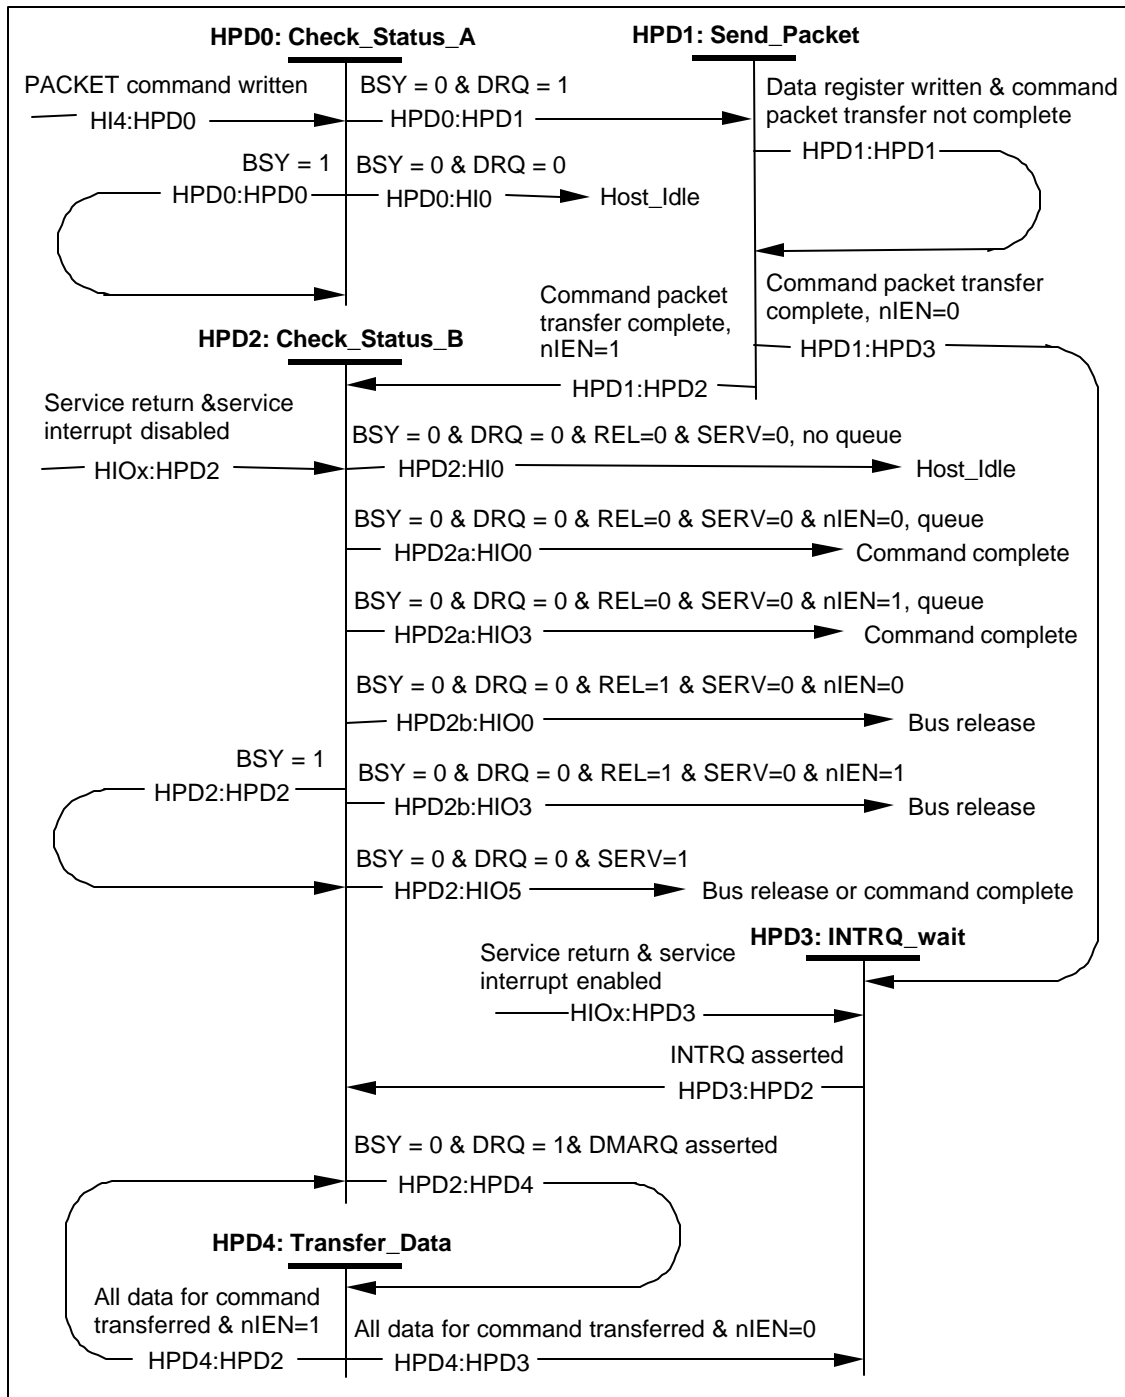 HPD0: Check_Status_A
HPD1: Send_Packet
PACKET command written
BSY = 0 & DRQ = 1
Data register written & command
packet transfer not complete
HI4:HPD0
HPD0:HPD1
HPD1:HPD1
BSY = 1
BSY = 0 & DRQ = 0
HPD0:HPD0
HPD0:HI0
Host_Idle
Command packet
transfer complete,
nIEN=1
Command packet transfer
complete, nIEN=0
HPD2: Check_Status_B
HPD1:HPD3
HPD1:HPD2
Service return &service
interrupt disabled
BSY = 0 & DRQ = 0 & REL=0 & SERV=0, no queue
HIOx:HPD2
HPD2:HI0
Host_Idle
BSY = 0 & DRQ = 0 & REL=0 & SERV=0 & nIEN=0, queue
HPD2a:HIO0
Command complete
BSY = 0 & DRQ = 0 & REL=0 & SERV=0 & nIEN=1, queue
HPD2a:HIO3
Command complete
BSY = 0 & DRQ = 0 & REL=1 & SERV=0 & nIEN=0
HPD2b:HIO0
Bus release
BSY = 1
BSY = 0 & DRQ = 0 & REL=1 & SERV=0 & nIEN=1
HPD2:HPD2
HPD2b:HIO3
Bus release
BSY = 0 & DRQ = 0 & SERV=1
HPD2:HIO5
Bus release or command complete
HPD3: INTRQ_wait
Service return & service
interrupt enabled
HIOx:HPD3
INTRQ asserted
HPD3:HPD2
BSY = 0 & DRQ = 1& DMARQ asserted
HPD2:HPD4
HPD4: Transfer_Data
All data for command
transferred & nIEN=1
All data for command transferred & nIEN=0
HPD4:HPD2
HPD4:HPD3